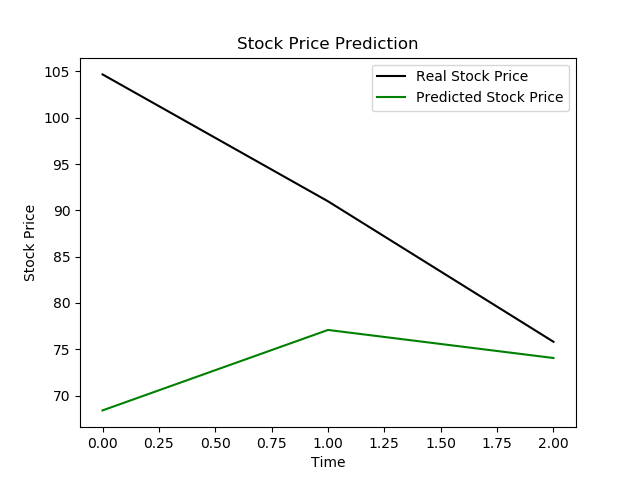 Stock Price Prediction
Real Stock Price
Predicted Stock Price
Stock Price
105
100
95
90
85
80
75
70
0.00 0.25 0.50 0.75 1.00 1.25 1.50 1.75 2.00
Time